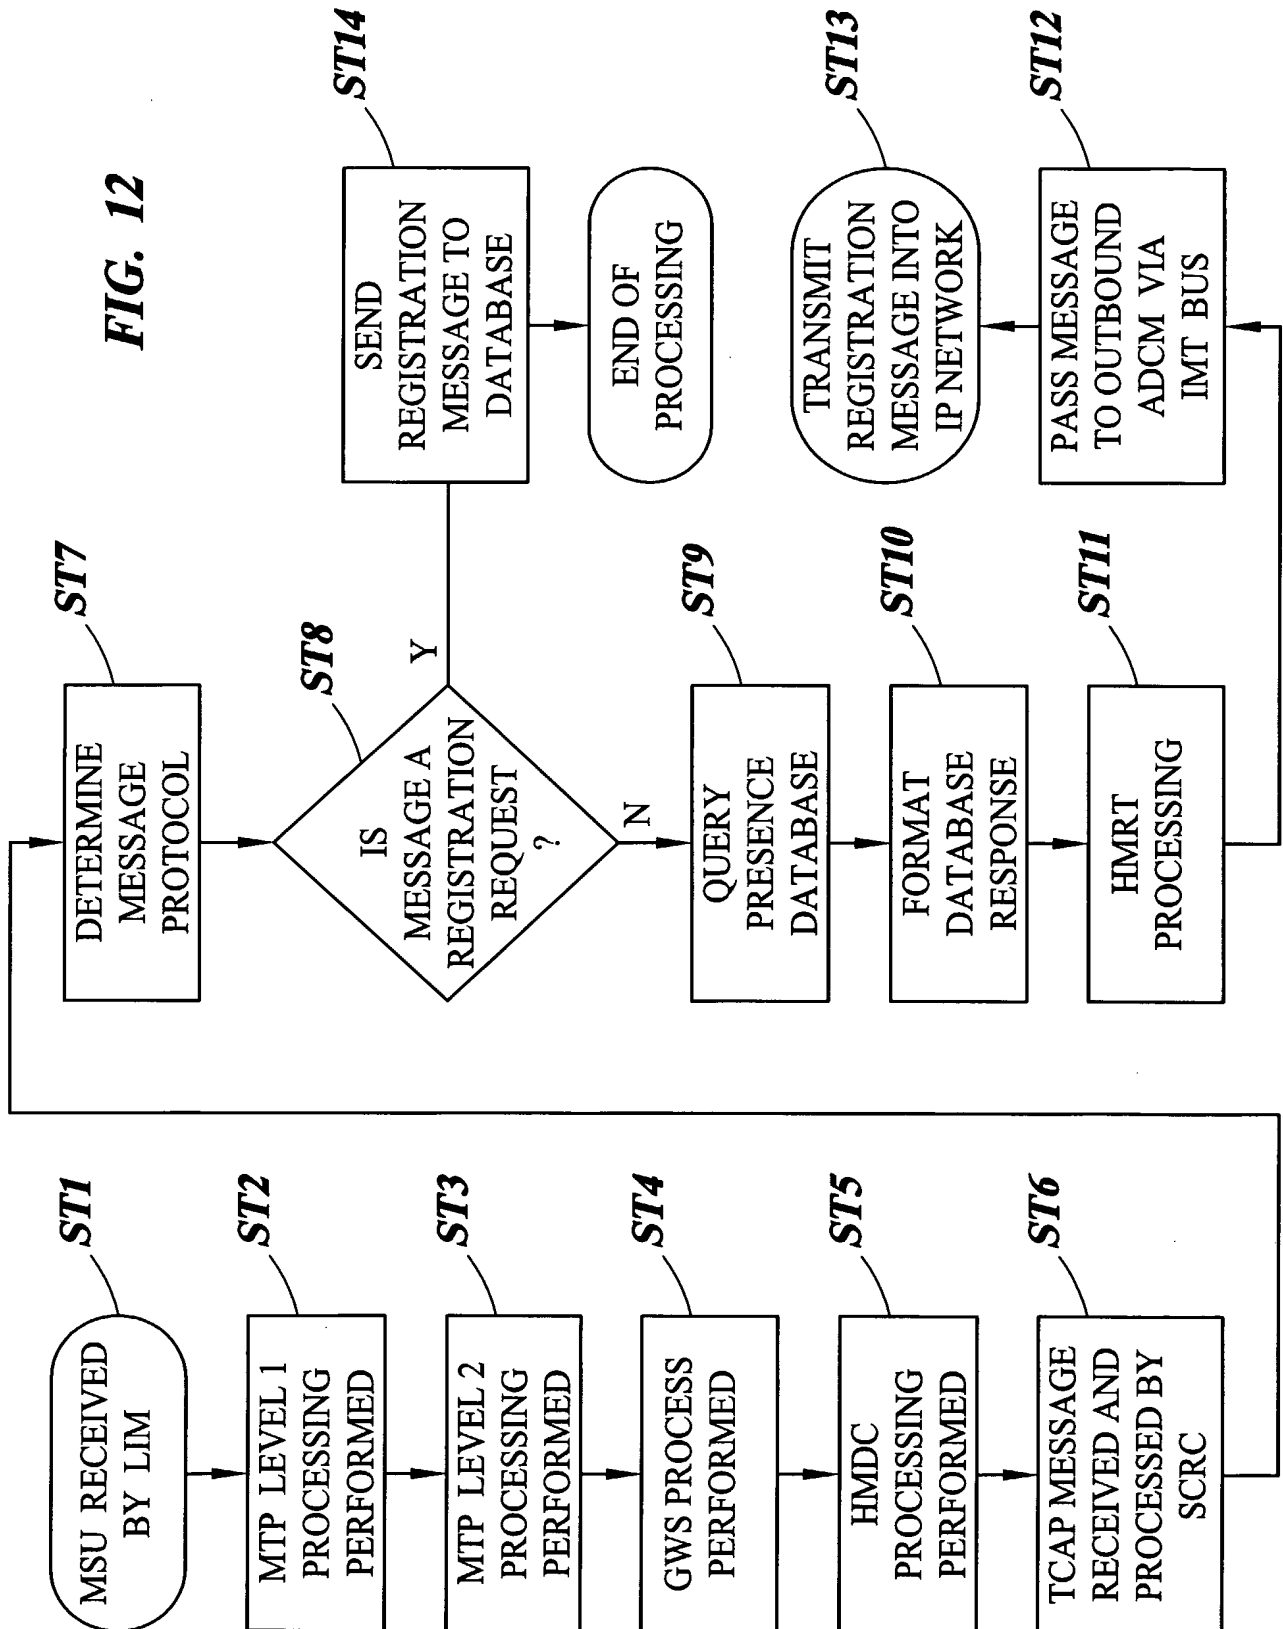 FIG. 12
ST1
MSU RECEIVED
BY LIM
ST2
MTP LEVEL 1
PROCESSING
PERFORMED
ST3
MTP LEVEL 2
PROCESSING
PERFORMED
ST4
GWS PROCESS
PERFORMED
ST5
HMDC
PROCESSING
PERFORMED
ST6
TCAP MESSAGE
RECEIVED AND
PROCESSED BY
SCRC
ST7
DETERMINE
MESSAGE
PROTOCOL
ST8
IS
MESSAGE A
REGISTRATION
REQUEST
?
Y
N
ST9
QUERY
PRESENCE
DATABASE
ST10
FORMAT
DATABASE
RESPONSE
ST11
HMRT
PROCESSING
ST14
SEND
REGISTRATION
MESSAGE TO
DATABASE
END OF
PROCESSING
ST13
TRANSMIT
REGISTRATION
MESSAGE INTO
IP NETWORK
ST12
PASS MESSAGE
TO OUTBOUND
ADCM VIA
IMT BUS